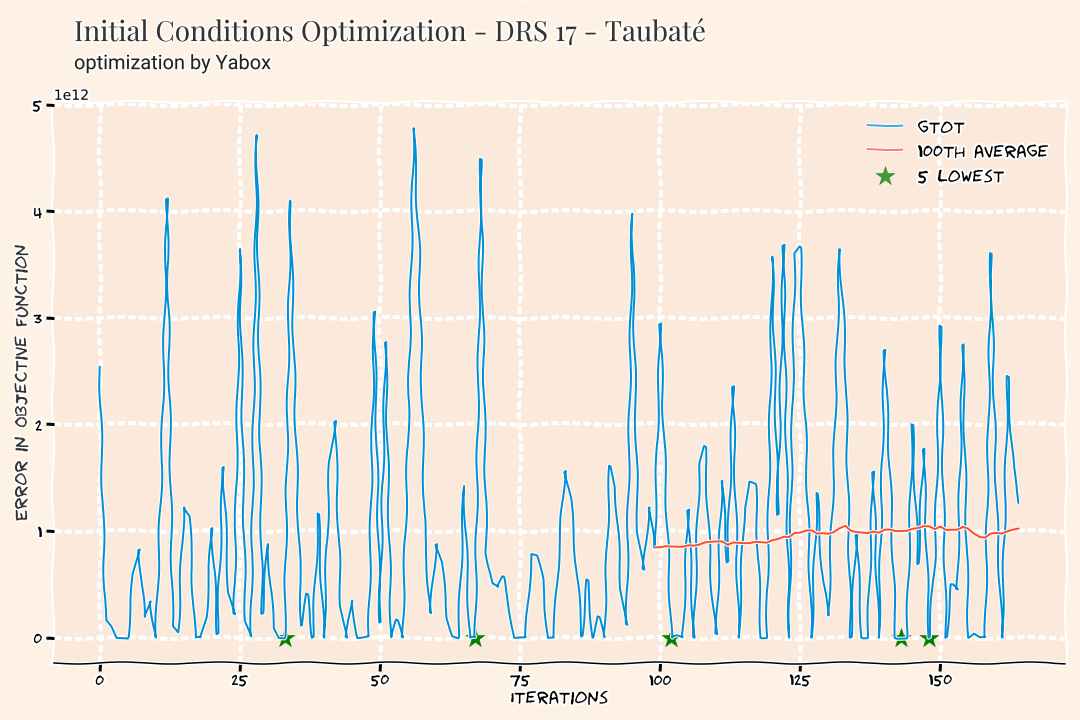 Initial Conditions Optimization - DRS 17 - Taubaté
optimization by Yabox
1e12
5
4
3
2
1
0
ERROR IN OBJECTIVE FUNCTION
GTOT
100TH AVERAGE
5 LOWEST
0 25 50 75 100 125 150
ITERATIONS